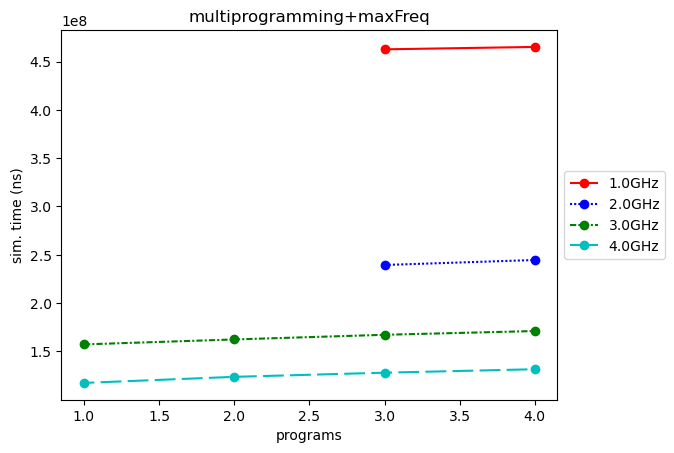 multiprogramming+maxFreq
1e8
4.5
4.0
3.5
3.0
2.5
2.0
1.5
sim. time (ns)
1.0 1.5 2.0 2.5 3.0 3.5 4.0
programs
1.0GHz
2.0GHz
3.0GHz
4.0GHz